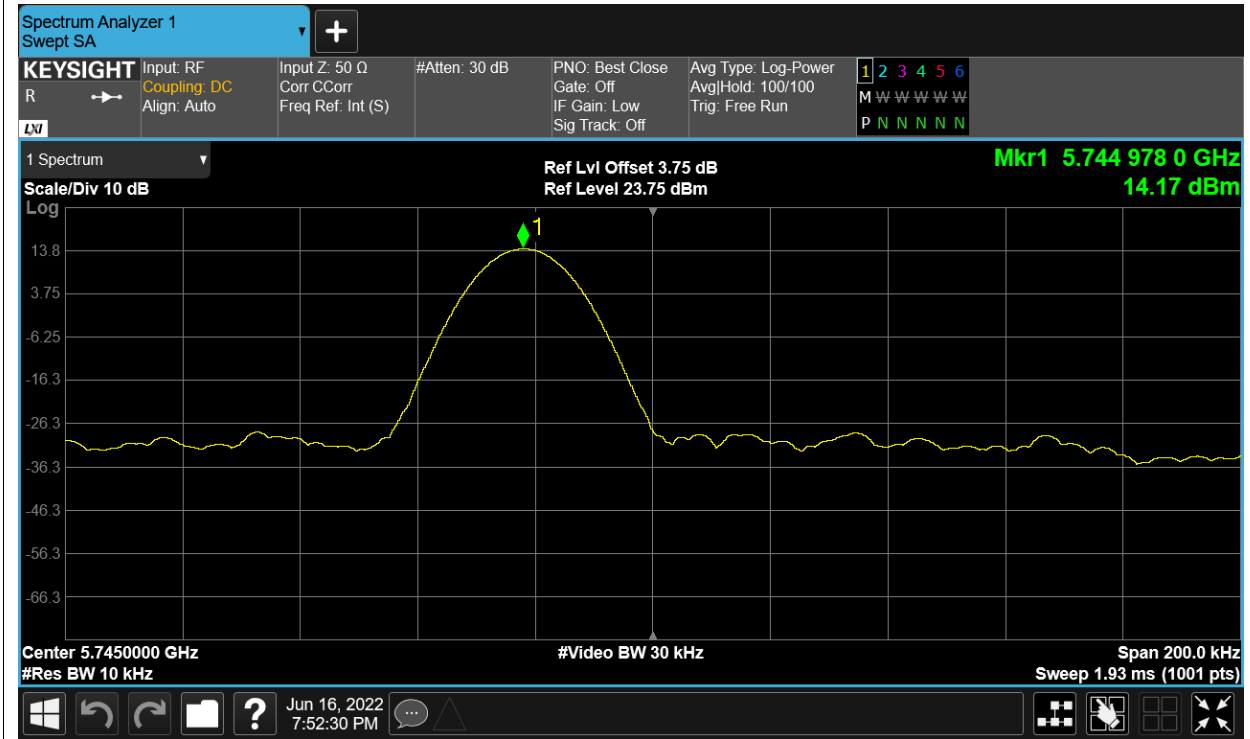 Spectrum Analyzer 1
Swept SA
KEYSIGHT
R
LXI
Input: RF
Coupling: DC
Align: Auto
Input Z: 50 Ω
Corr CCorr
Freq Ref: Int (S)
#Atten: 30 dB
PNO: Best Close
Gate: Off
IF Gain: Low
Sig Track: Off
Avg Type: Log-Power
Avg|Hold: 100/100
Trig: Free Run
1 2 3 4 5 6
M W W W W W
P N N N N N
1 Spectrum
Scale/Div 10 dB
Log
Ref Lvl Offset 3.75 dB
Ref Level 23.75 dBm
Mkr1 5.744 978 0 GHz
14.17 dBm
1
13.8
3.75
-6.25
-16.3
-26.3
-36.3
-46.3
-56.3
-66.3
Center 5.7450000 GHz
#Res BW 10 kHz
#Video BW 30 kHz
Span 200.0 kHz
Sweep 1.93 ms (1001 pts)
?
Jun 16, 2022
7:52:30 PM